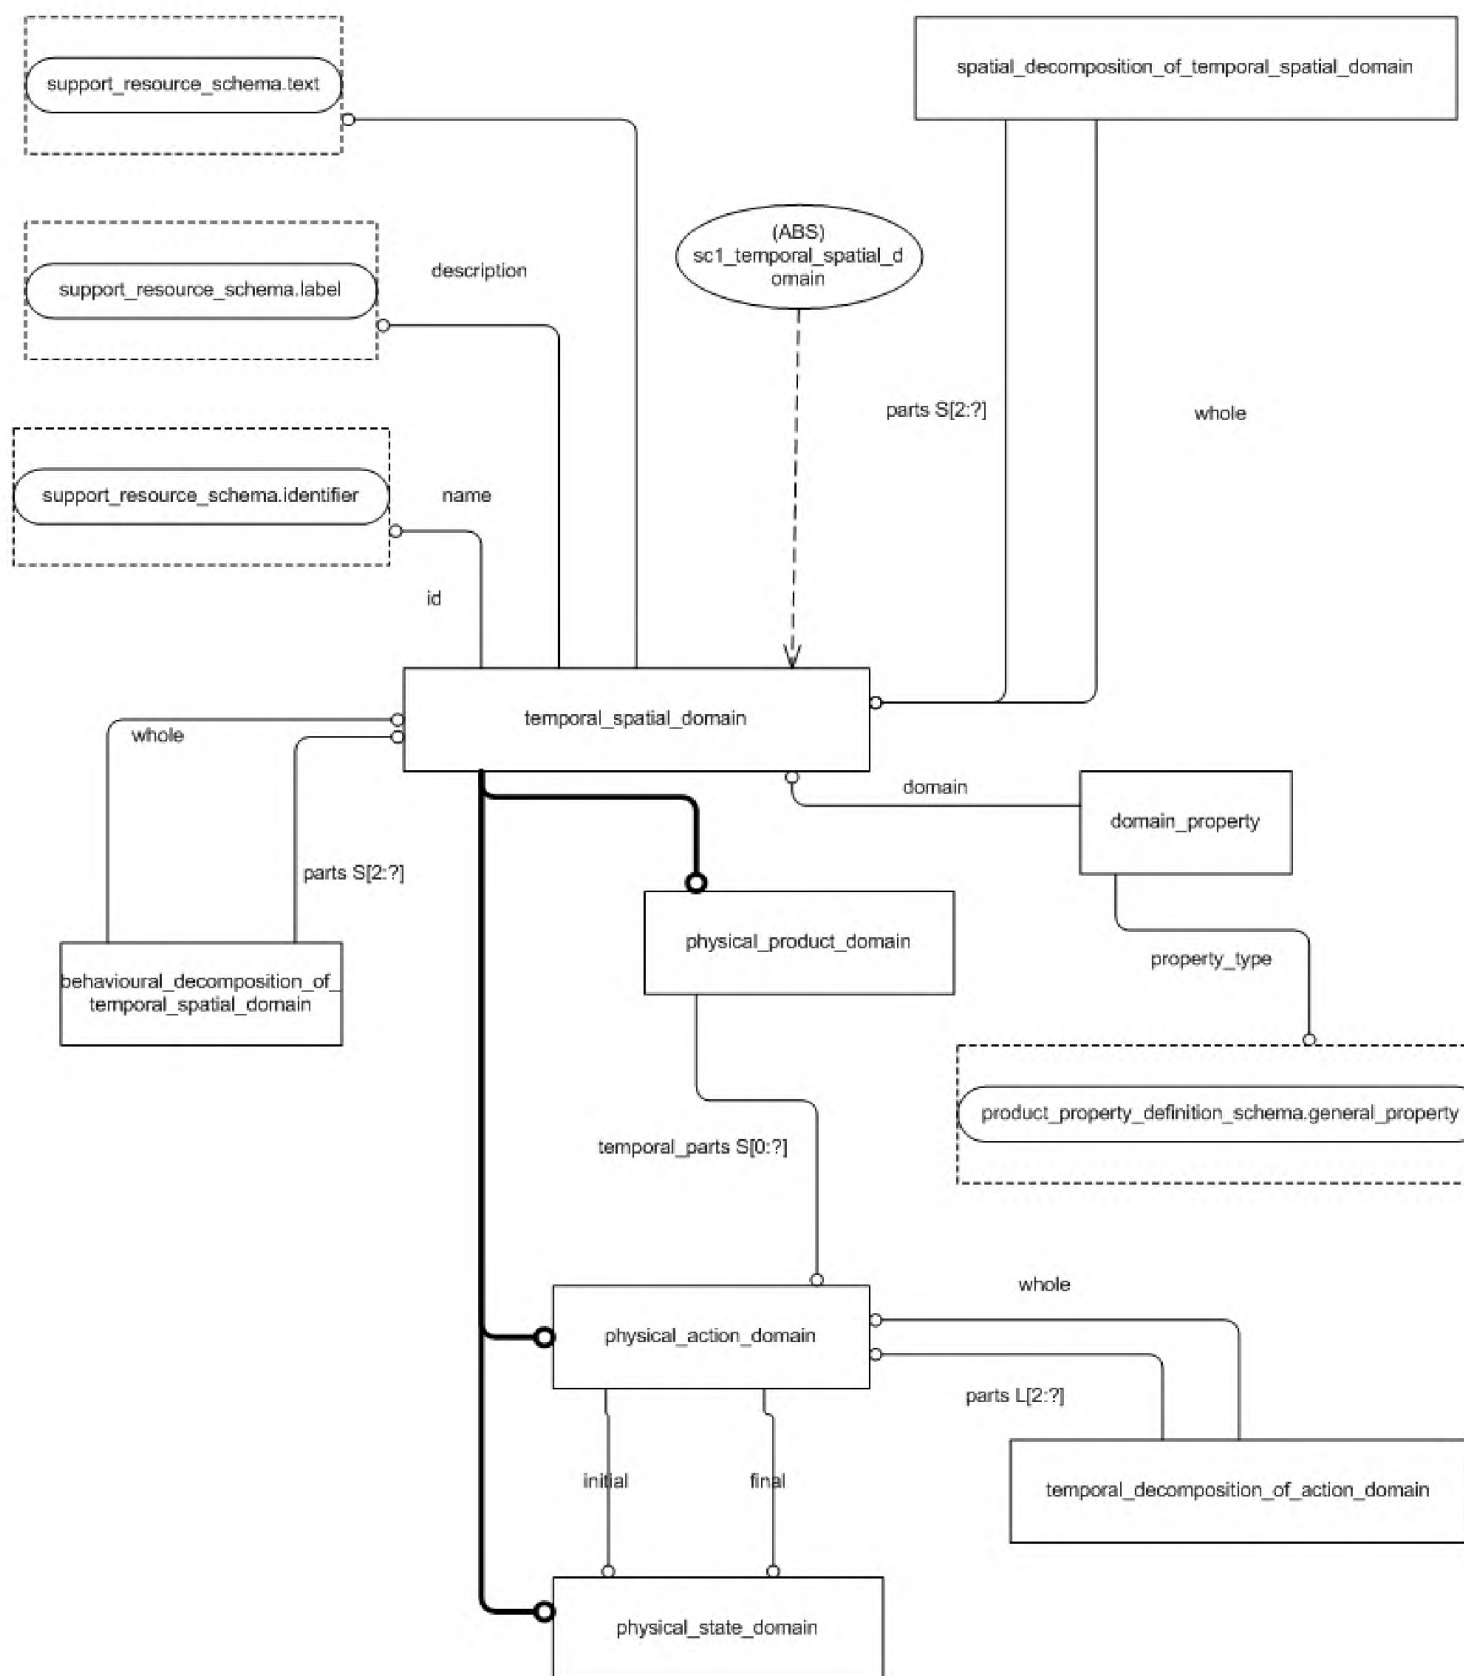 support_resource_schema.text
spatial_decomposition_of_temporal_spatial_domain
(ABS)
sc1_temporal_spatial_d
omain
description
support_resource_schema.label
parts S[2:?]
whole
support_resource_schema.identifier
name
id
temporal_spatial_domain
whole
domain
domain_property
parts S[2:?]
physical_product_domain
property_type
behavioural_decomposition_of_
temporal_spatial_domain
product_property_definition_schema.general_property
temporal_parts S[0:?]
whole
physical_action_domain
parts L[2:?]
initial
final
temporal_decomposition_of_action_domain
physical_state_domain